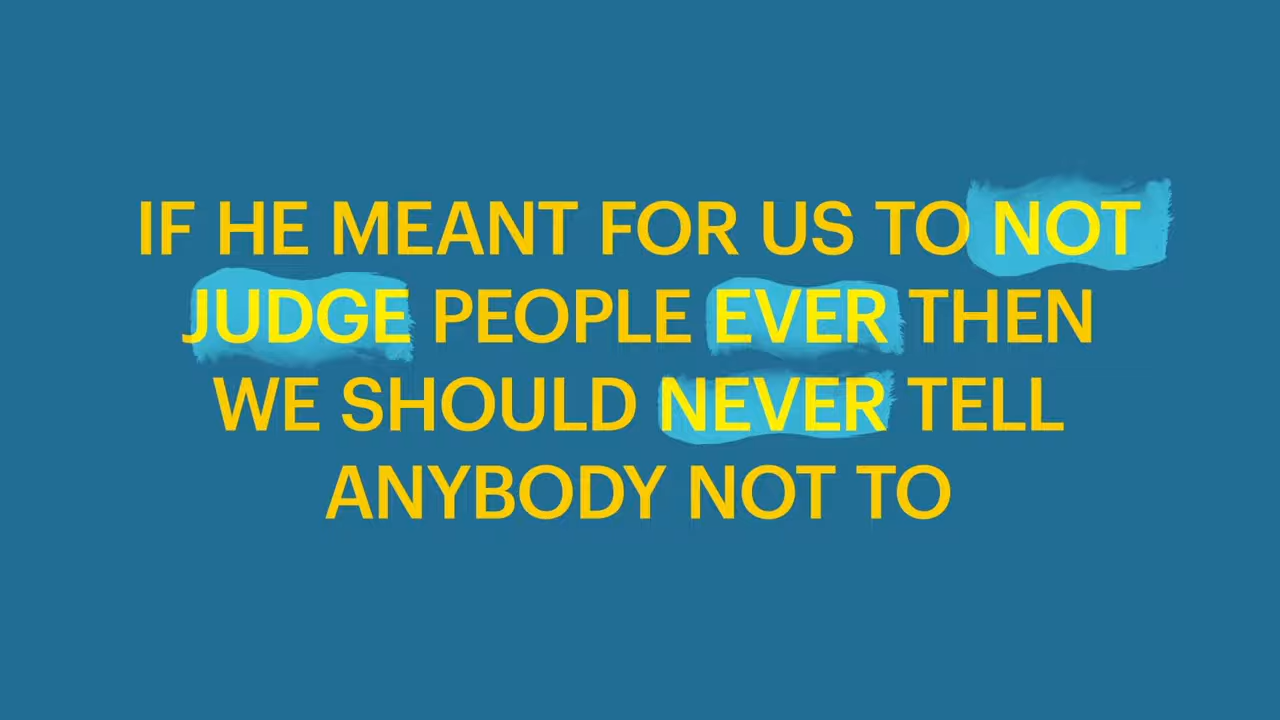 IF HE MEANT FOR US TO NOT
JUDGE PEOPLE EVER THEN
WE SHOULD NEVER TELL
ANYBODY NOT TO